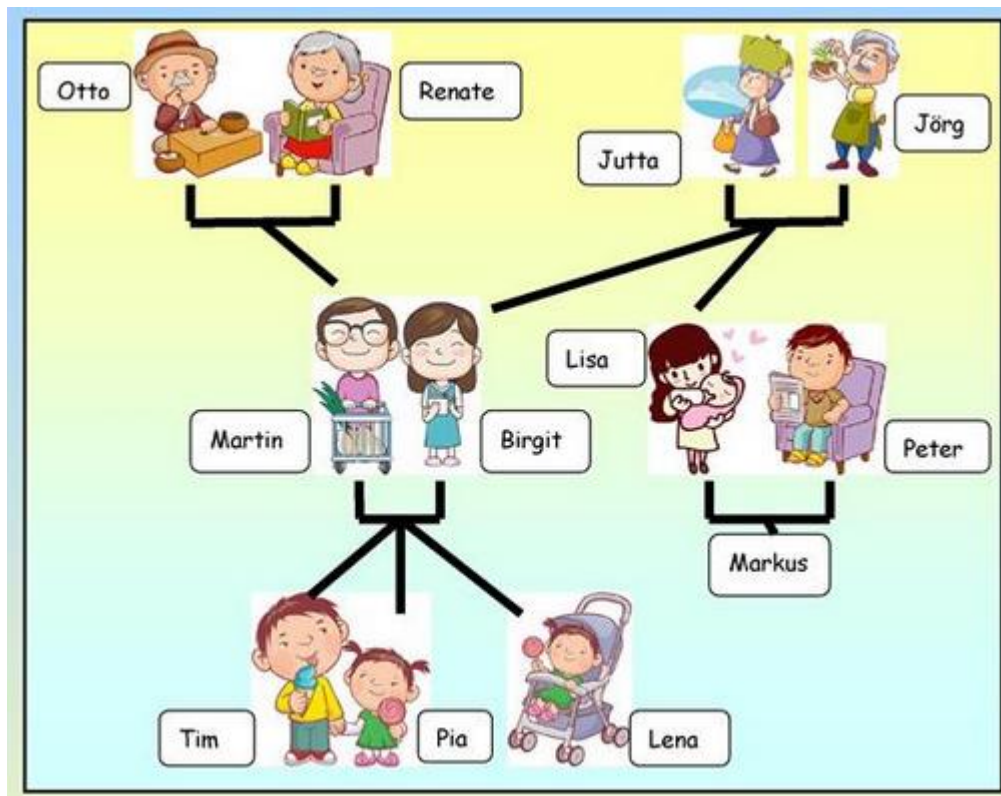 Otto
Renate
Jutta
Jörg
Martin
Birgit
Lisa
Peter
Markus
Tim
Pia
Lena